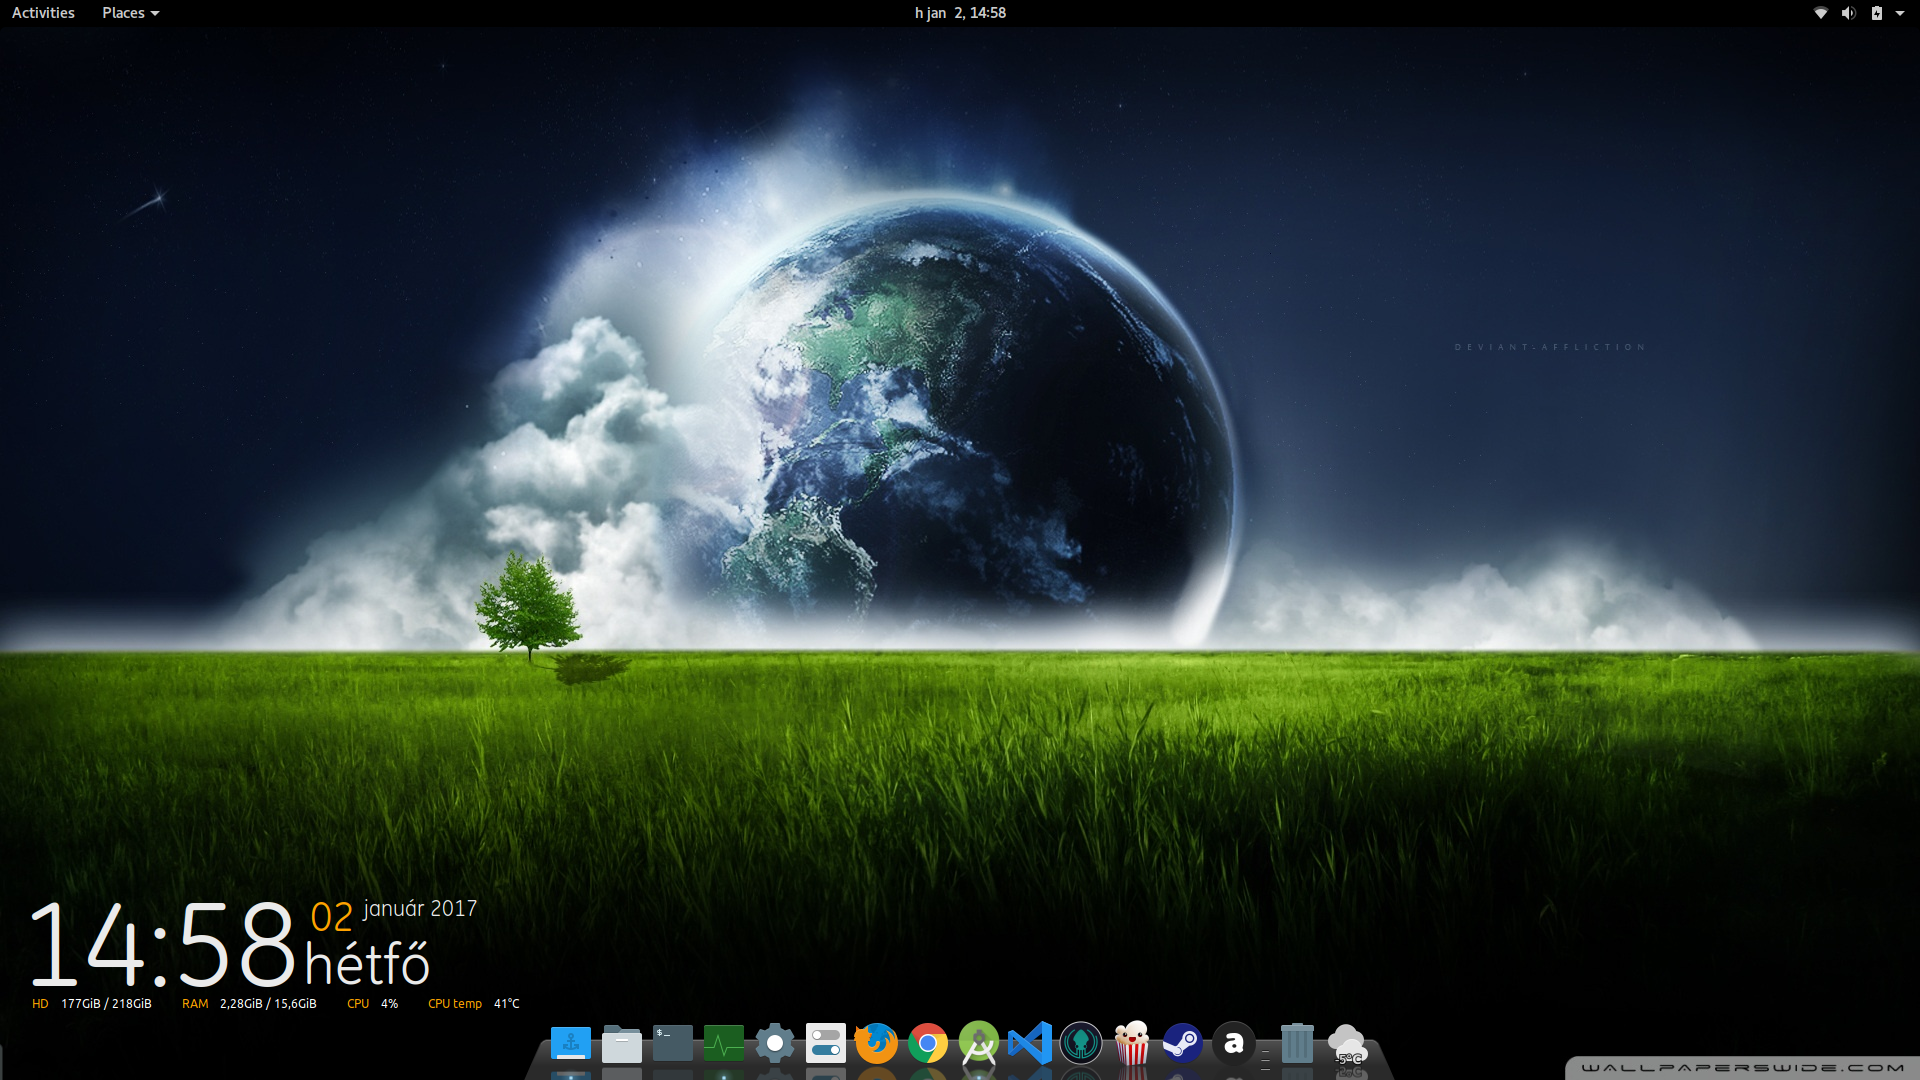 Activities Places h jan 2, 14:58
DEVIANT-AFFLICTION
14:58 02 január 2017
hétfő
HD 177GiB / 218GiB RAM 2,28GiB / 15,6GiB CPU 4% CPU temp 41°C
$_
a
-5°C
WALLPAPERSWIDE.COM